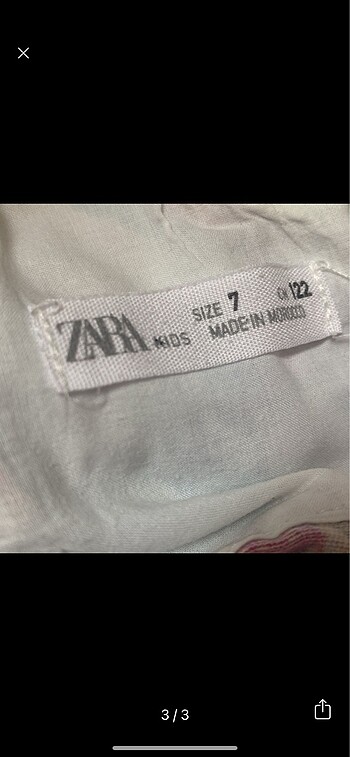 ZARA KIDS SIZE 7 CM 122
MADE IN MOROCCO
3/3